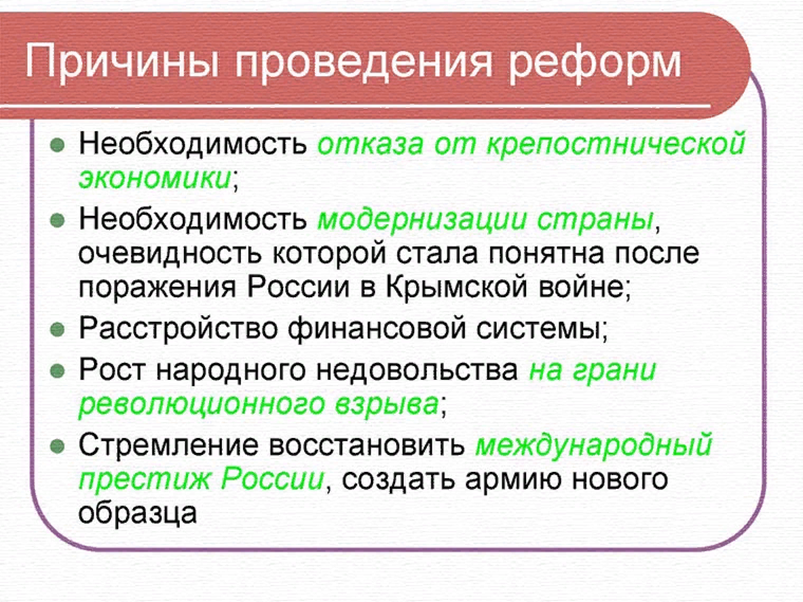 Причины проведения реформ
Необходимость отказа от крепостнической
экономики;
Необходимость модернизации страны,
очевидность которой стала понятна после
поражения России в Крымской войне;
Расстройство финансовой системы;
Рост народного недовольства на грани
революционного взрыва;
Стремление восстановить международный
престиж России, создать армию нового
образца